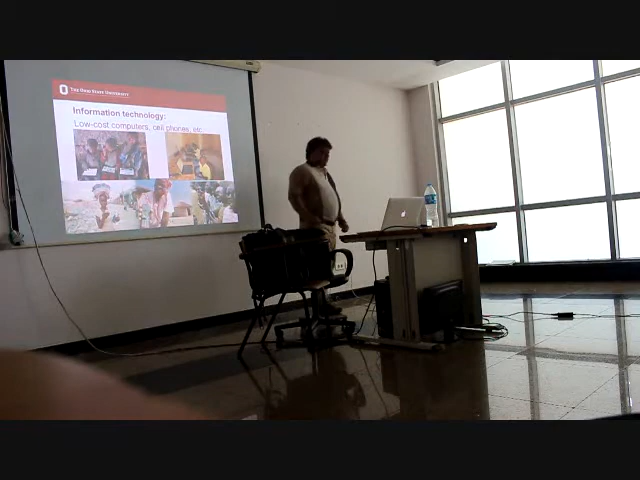 THE OHIO STATE UNIVERSITY
Information technology:
Low-cost computers, cell phones, etc